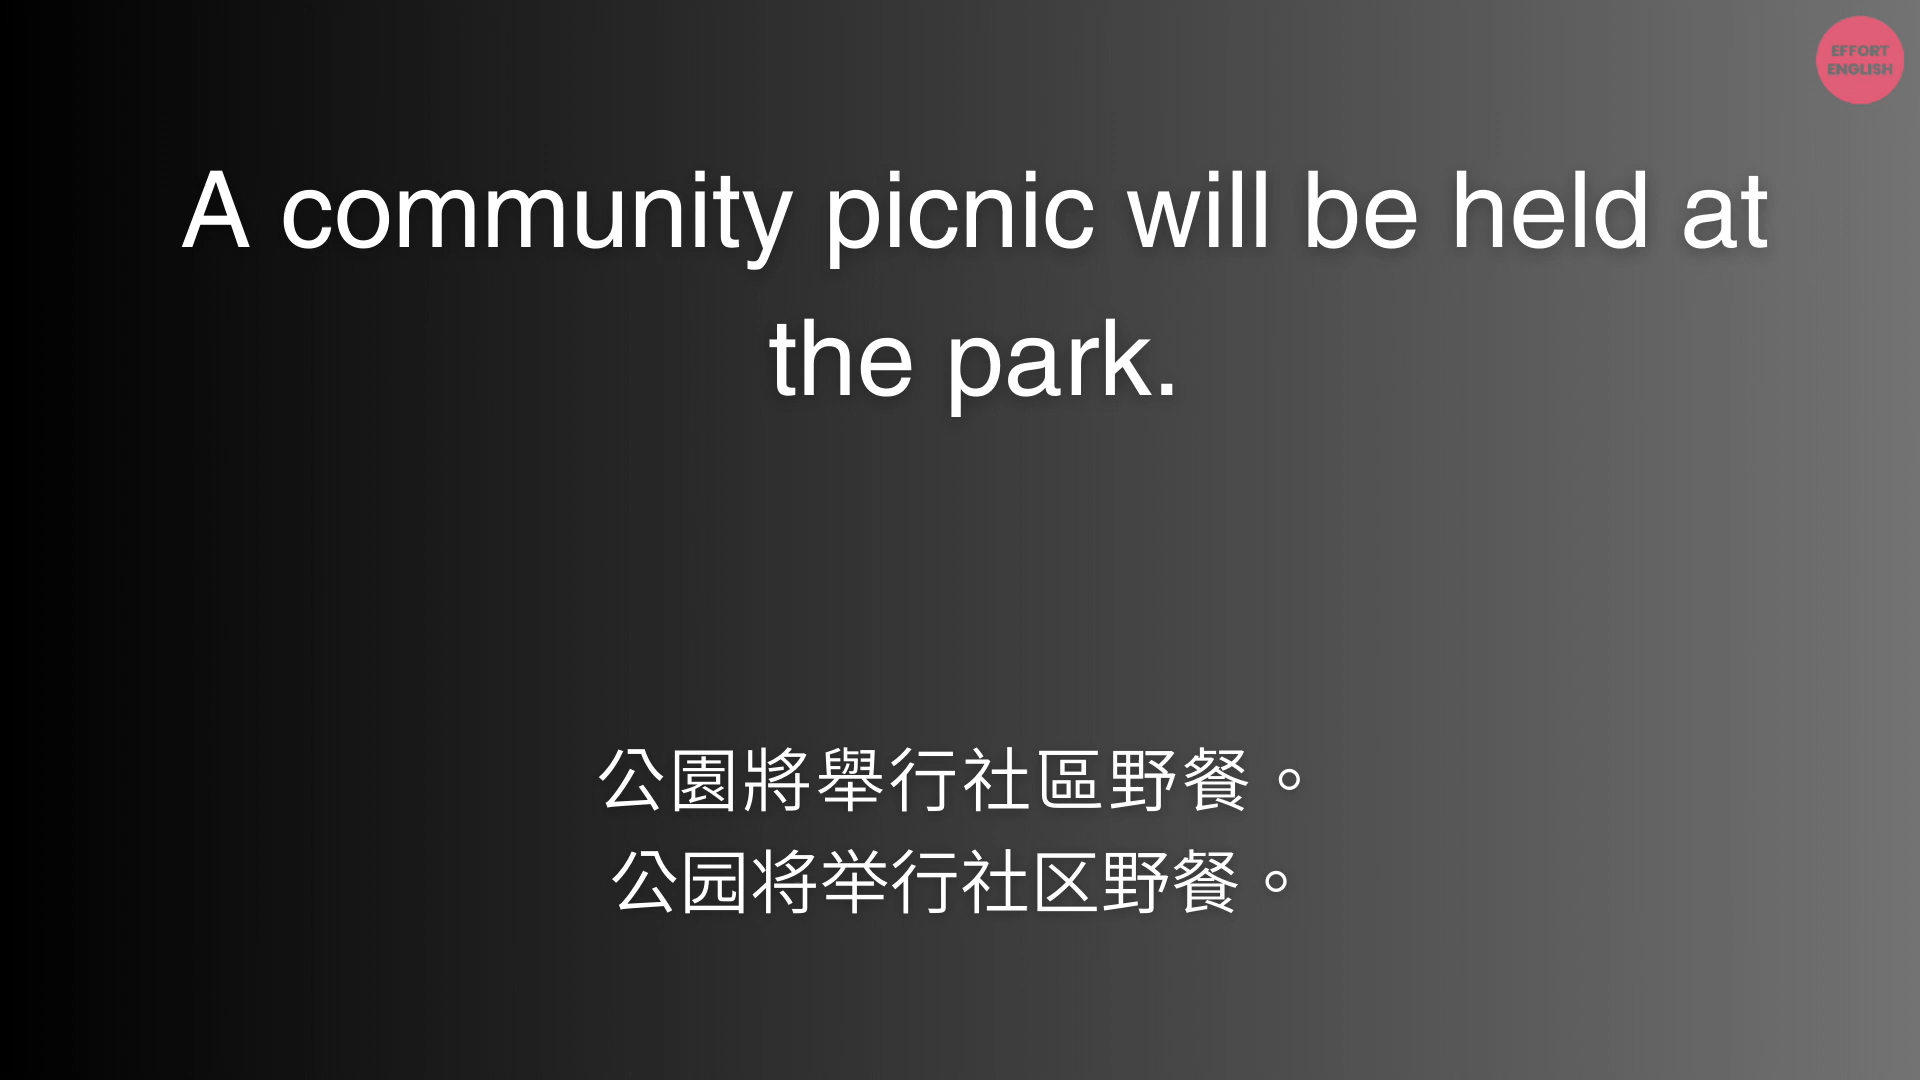 EFFORT
ENGLISH
A community picnic will be held at
the park.
公園將舉行社區野餐。
公园将举行社区野餐。